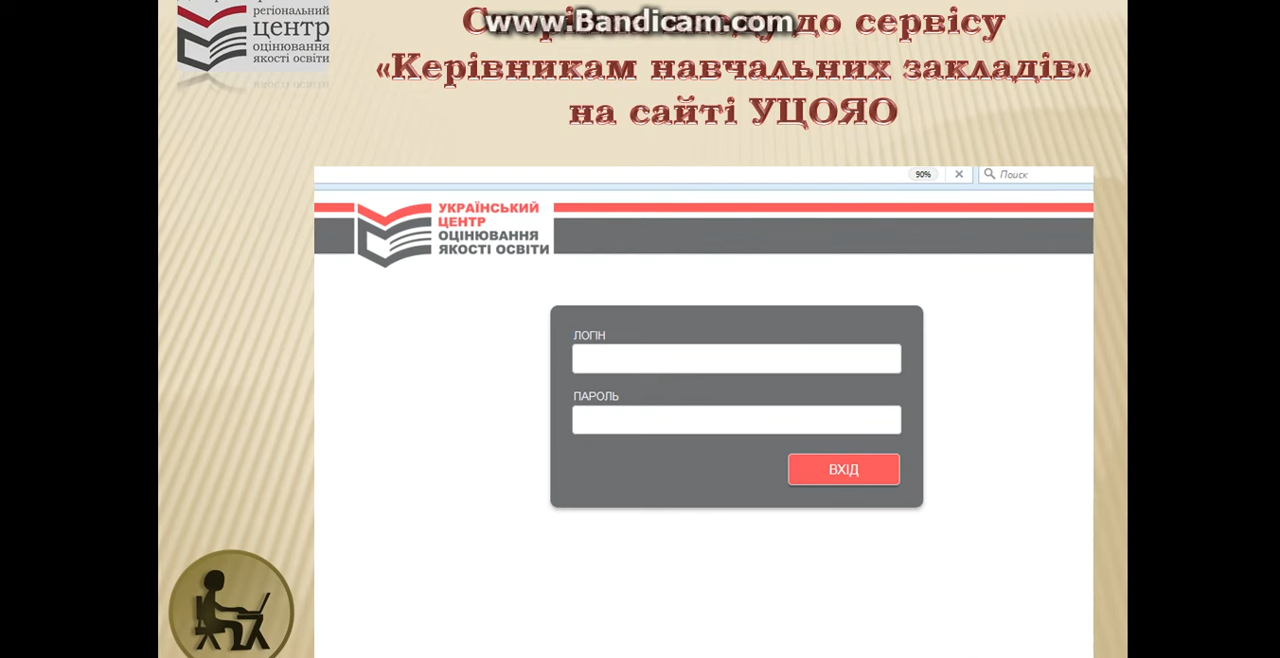 регіональний
центр
оцінювання
якості освіти
www.Bandicam.com
до сервісу
«Керівникам навчальних закладів»
на сайті УЦОЯО
90%
Поиск
УКРАЇНСЬКИЙ
ЦЕНТР
ОЦІНЮВАННЯ
ЯКОСТІ ОСВІТИ
ЛОГІН
ПАРОЛЬ
ВХІД